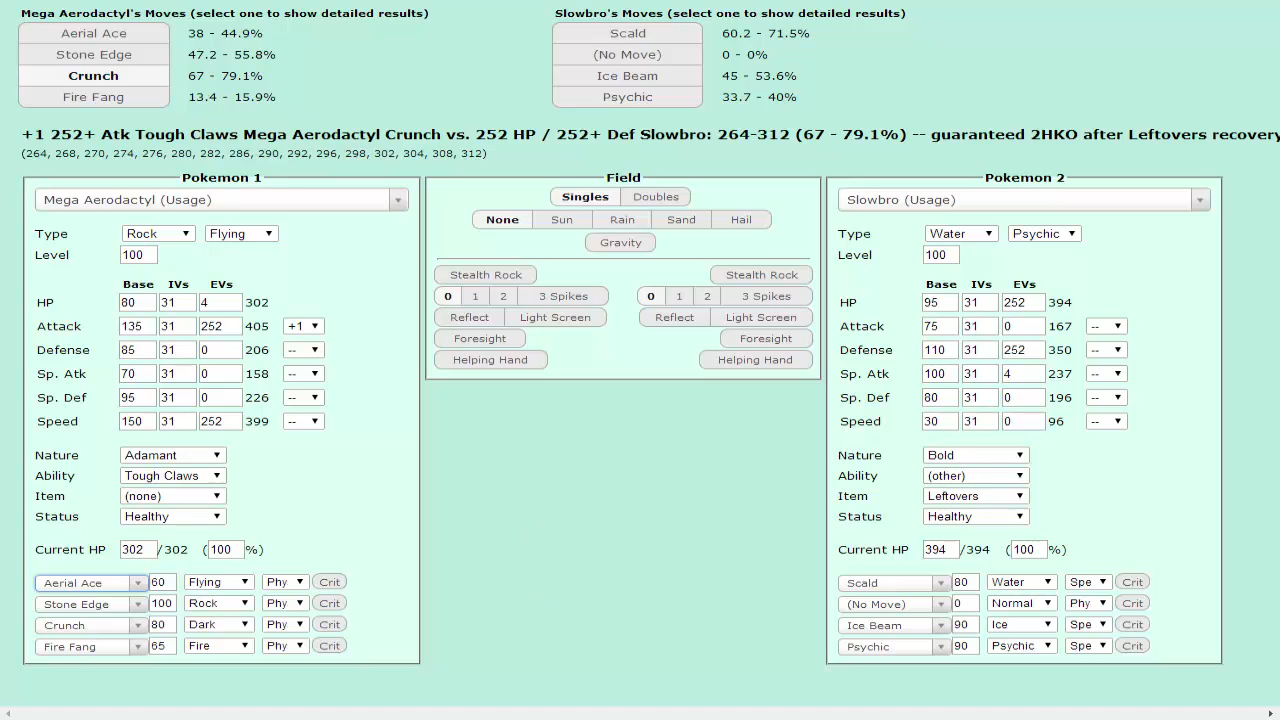 Mega Aerodactyl's Moves (select one to show detailed results)
Aerial Ace 38 - 44.9%
Stone Edge 47.2 - 55.8%
Crunch 67 - 79.1%
Fire Fang 13.4 - 15.9%
Slowbro's Moves (select one to show detailed results)
Scald 60.2 - 71.5%
(No Move) 0 - 0%
Ice Beam 45 - 53.6%
Psychic 33.7 - 40%
+1 252+ Atk Tough Claws Mega Aerodactyl Crunch vs. 252 HP / 252+ Def Slowbro: 264-312 (67 - 79.1%) -- guaranteed 2HKO after Leftovers recovery
(264, 268, 270, 274, 276, 280, 282, 286, 290, 292, 296, 298, 302, 304, 308, 312)
Pokemon 1
Mega Aerodactyl (Usage)
Type Rock Flying
Level 100
Base IVs EVs
HP 80 31 4 302
Attack 135 31 252 405 +1
Defense 85 31 0 206 --
Sp. Atk 70 31 0 158 --
Sp. Def 95 31 0 226 --
Speed 150 31 252 399 --
Nature Adamant
Ability Tough Claws
Item (none)
Status Healthy
Current HP 302 /302 (100 %)
Aerial Ace 60 Flying Phy Crit
Stone Edge 100 Rock Phy Crit
Crunch 80 Dark Phy Crit
Fire Fang 65 Fire Phy Crit
Field
Singles Doubles
None Sun Rain Sand Hail
Gravity
Stealth Rock Stealth Rock
0 1 2 3 Spikes 0 1 2 3 Spikes
Reflect Light Screen Reflect Light Screen
Foresight Foresight
Helping Hand Helping Hand
Pokemon 2
Slowbro (Usage)
Type Water Psychic
Level 100
Base IVs EVs
HP 95 31 252 394
Attack 75 31 0 167 --
Defense 110 31 252 350 --
Sp. Atk 100 31 4 237 --
Sp. Def 80 31 0 196 --
Speed 30 31 0 96 --
Nature Bold
Ability (other)
Item Leftovers
Status Healthy
Current HP 394 /394 (100 %)
Scald 80 Water Spe Crit
(No Move) 0 Normal Phy Crit
Ice Beam 90 Ice Spe Crit
Psychic 90 Psychic Spe Crit